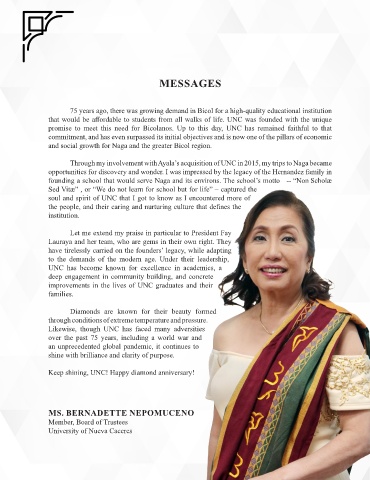 MESSAGES
75 years ago, there was growing demand in Bicol for a high-quality educational institution
that would be affordable to students from all walks of life. UNC was founded with the unique
promise to meet this need for Bicolanos. Up to this day, UNC has remained faithful to that
commitment, and has even surpassed its initial objectives and is now one of the pillars of economic
and social growth for Naga and the greater Bicol region.
Through my involvement with Ayala's acquisition of UNC in 2015, my trips to Naga became
opportunities for discovery and wonder. I was impressed by the legacy of the Hernandez family in
founding a school that would serve Naga and its environs. The school's motto -- "Non Scholæ
Sed Vitæ" , or "We do not learn for school but for life" – captured the
soul and spirit of UNC that I got to know as I encountered more of
the people, and their caring and nurturing culture that defines the
institution.
Let me extend my praise in particular to President Fay
Lauraya and her team, who are gems in their own right. They
have tirelessly carried on the founders' legacy, while adapting
to the demands of the modern age. Under their leadership,
UNC has become known for excellence in academics, a
deep engagement in community building, and concrete
improvements in the lives of UNC graduates and their
families.
Diamonds are known for their beauty formed
through conditions of extreme temperature and pressure.
Likewise, though UNC has faced many adversities
over the past 75 years, including a world war and
an unprecedented global pandemic, it continues to
shine with brilliance and clarity of purpose.
Keep shining, UNC! Happy diamond anniversary!
MS. BERNADETTE NEPOMUCENO
Member, Board of Trustees
University of Nueva Caceres